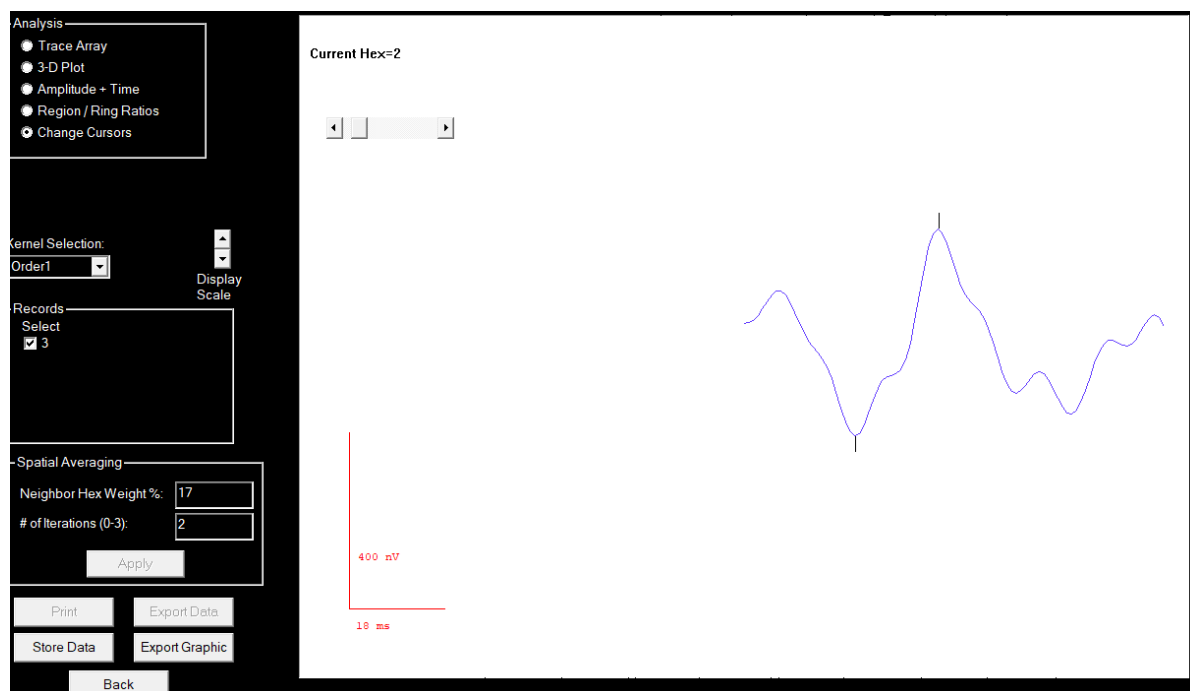 Analysis
Trace Array
3-D Plot
Amplitude + Time
Region / Ring Ratios
Change Cursors
Kernel Selection:
Order1
Display
Scale
Records
Select
3
Spatial Averaging
Neighbor Hex Weight %: 17
# of Iterations (0-3): 2
Apply
Print Export Data
Store Data Export Graphic
Back
Current Hex=2
400 nV
18 ms